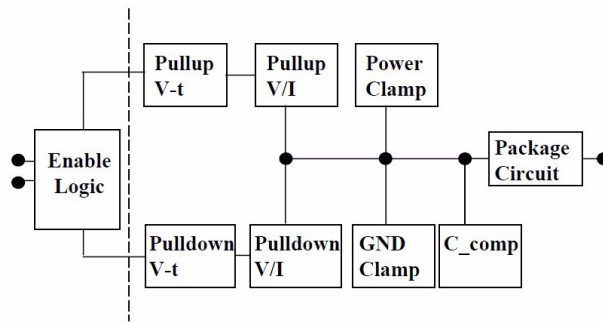 Pullup
V-t
Pullup
V/I
Power
Clamp
Enable
Logic
Package
Circuit
Pulldown
V-t
Pulldown
V/I
GND
Clamp
C_comp